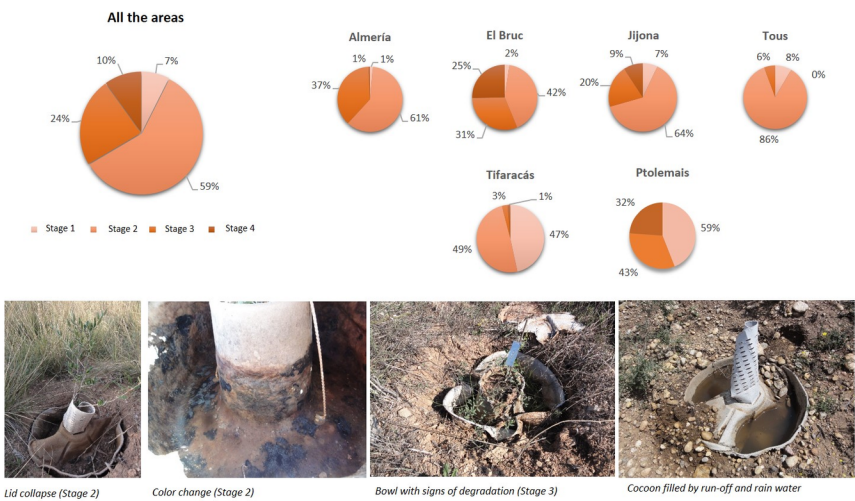 All the areas
10%
7%
24%
59%
Stage 1
Stage 2
Stage 3
Stage 4
Almería
1%
1%
37%
61%
El Bruc
2%
25%
42%
31%
Jijona
9%
7%
20%
64%
Tous
6%
8%
0%
86%
Tifaracás
3%
1%
47%
49%
Ptolemais
32%
59%
43%
Lid collapse (Stage 2)
Color change (Stage 2)
Bowl with signs of degradation (Stage 3)
Cocoon filled by run-off and rain water